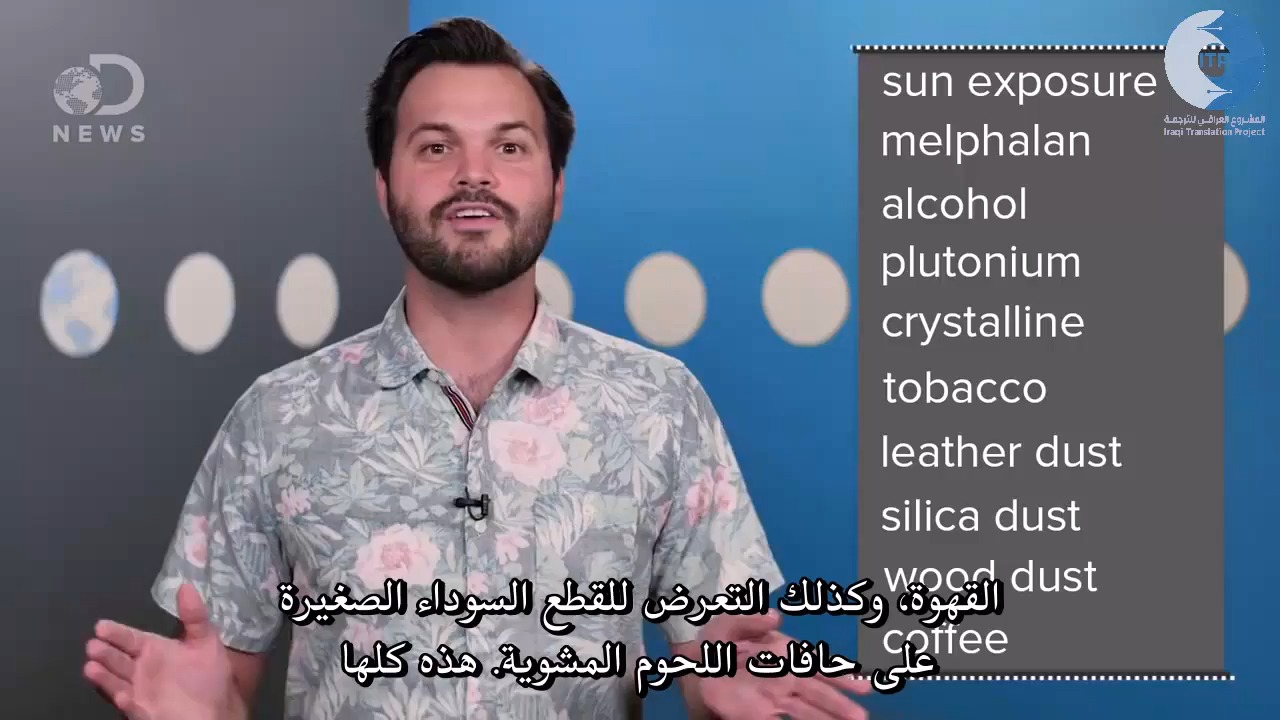 NEWS
sun exposure
melphalan
alcohol
plutonium
crystalline
tobacco
leather dust
silica dust
wood dust
coffee
ITP
المشروع العراقي للترجمة
Iraqi Translation Project
القهوة، وكذلك التعرض للقطع السوداء الصغيرة
على حافات اللحوم المشوية. هذه كلها